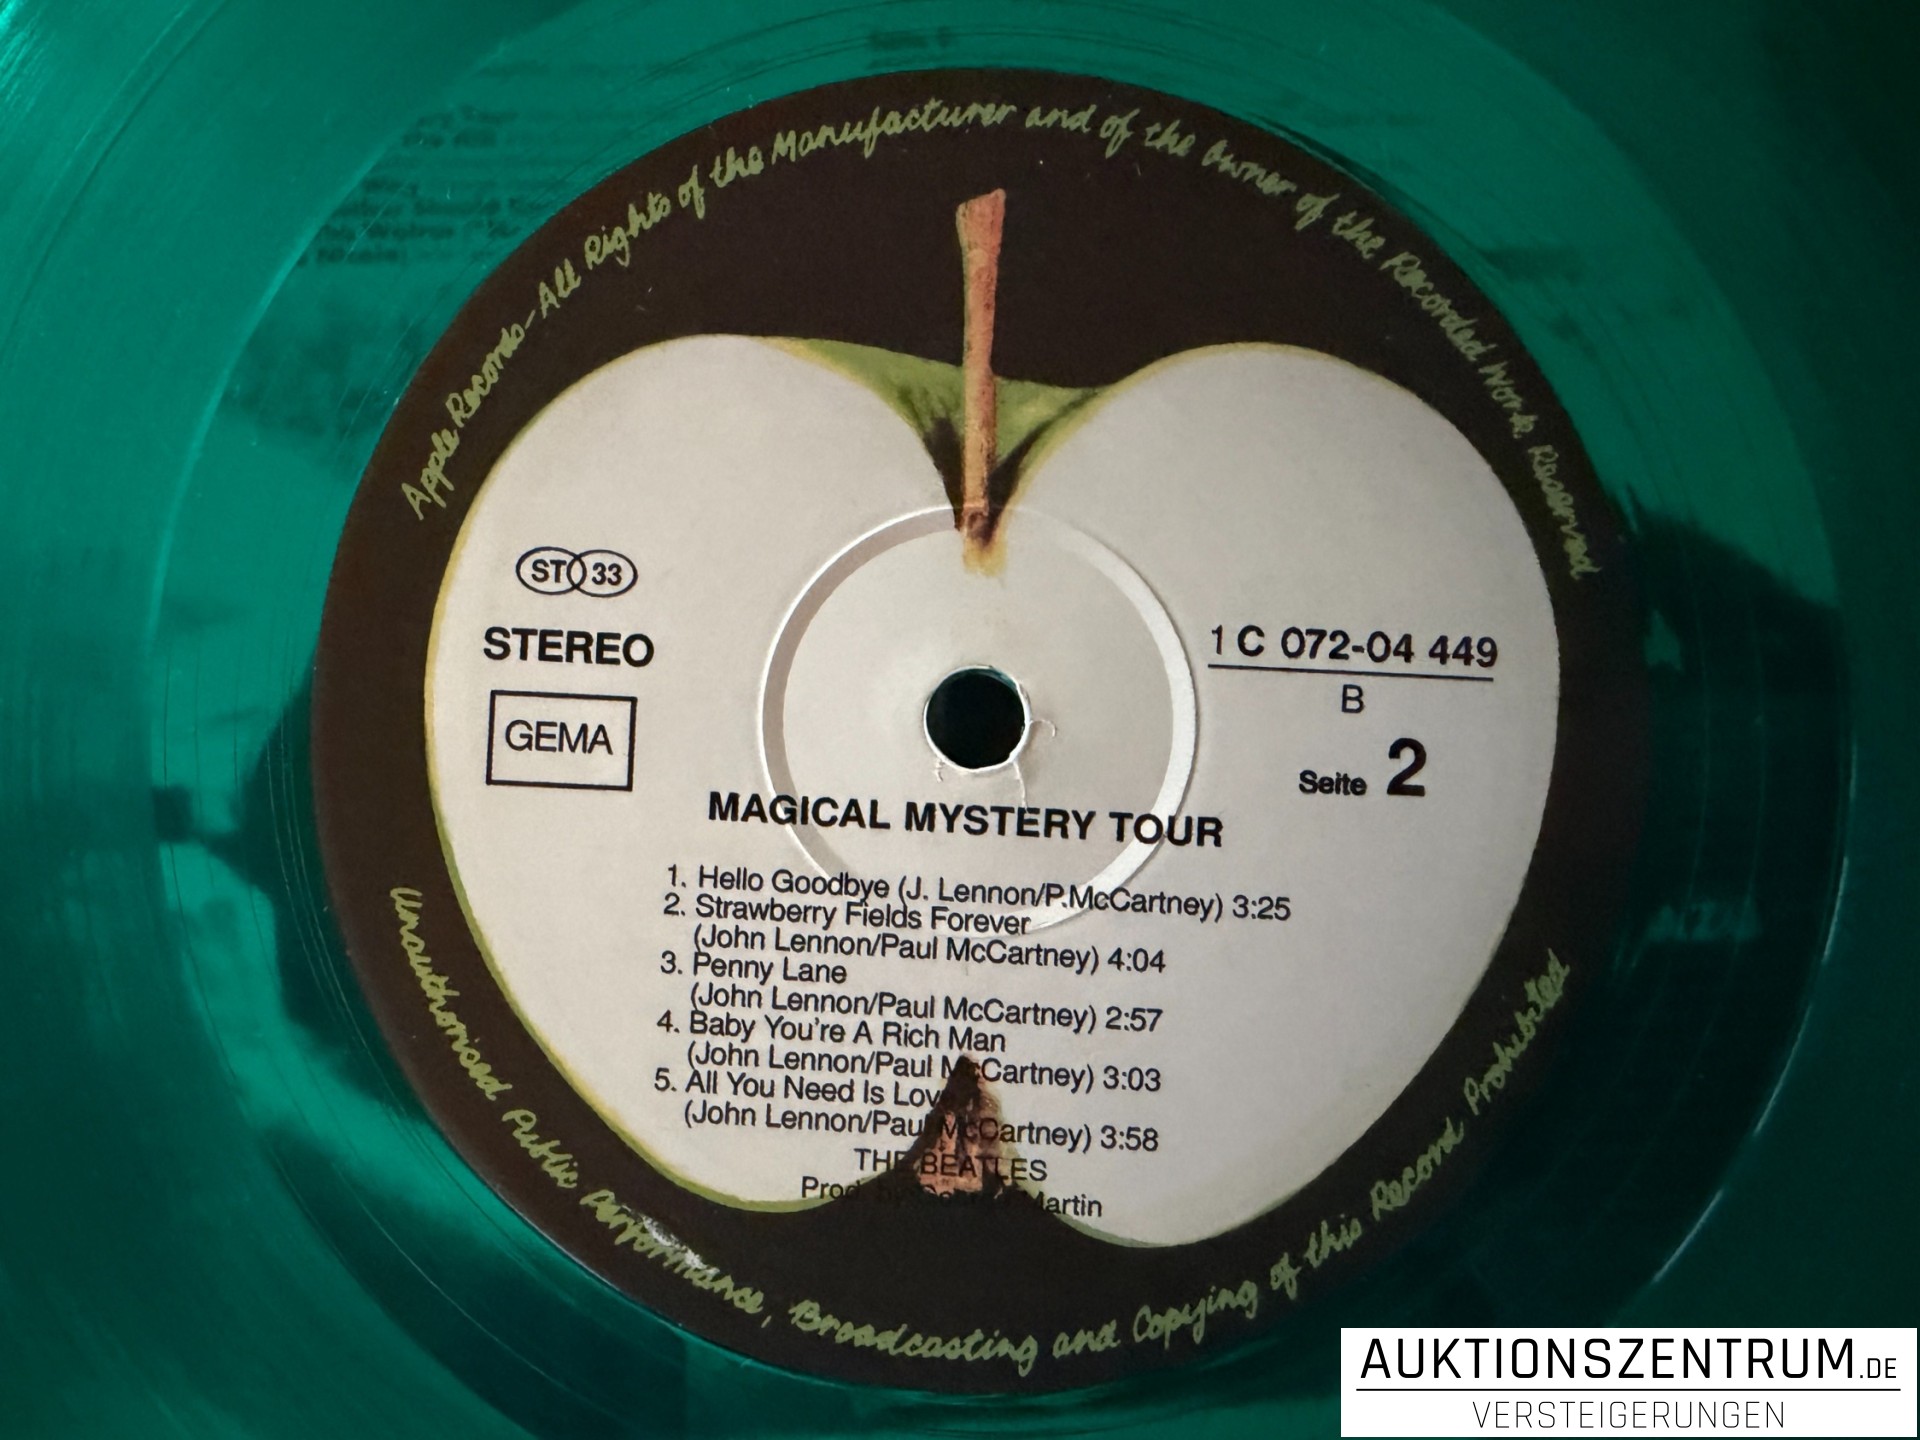 Apple Records-All Rights of the Manufacturer and of the Owner of the Recorded Work Reserved
ST 33
STEREO
GEMA
1 C 072-04 449
B
Seite 2
MAGICAL MYSTERY TOUR
1. Hello Goodbye (J. Lennon/P.McCartney) 3:25
2. Strawberry Fields Forever
(John Lennon/Paul McCartney) 4:04
3. Penny Lane
(John Lennon/Paul McCartney) 2:57
4. Baby You're A Rich Man
(John Lennon/Paul McCartney) 3:03
5. All You Need Is Love
(John Lennon/Paul McCartney) 3:58
THE BEATLES
Prod. by George Martin
Unauthorised Public Performance, Broadcasting and Copying of this Record Prohibited
AUKTIONSZENTRUM.DE
VERSTEIGERUNGEN